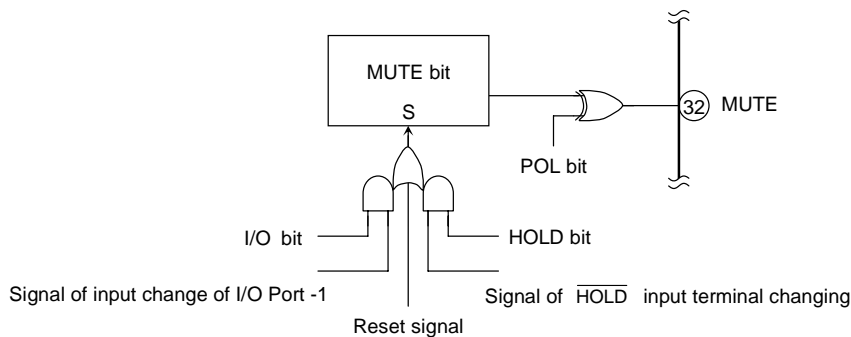 MUTE bit
S
32 MUTE
POL bit
I/O bit
HOLD bit
Signal of input change of I/O Port -1
Signal of HOLD input terminal changing
Reset signal